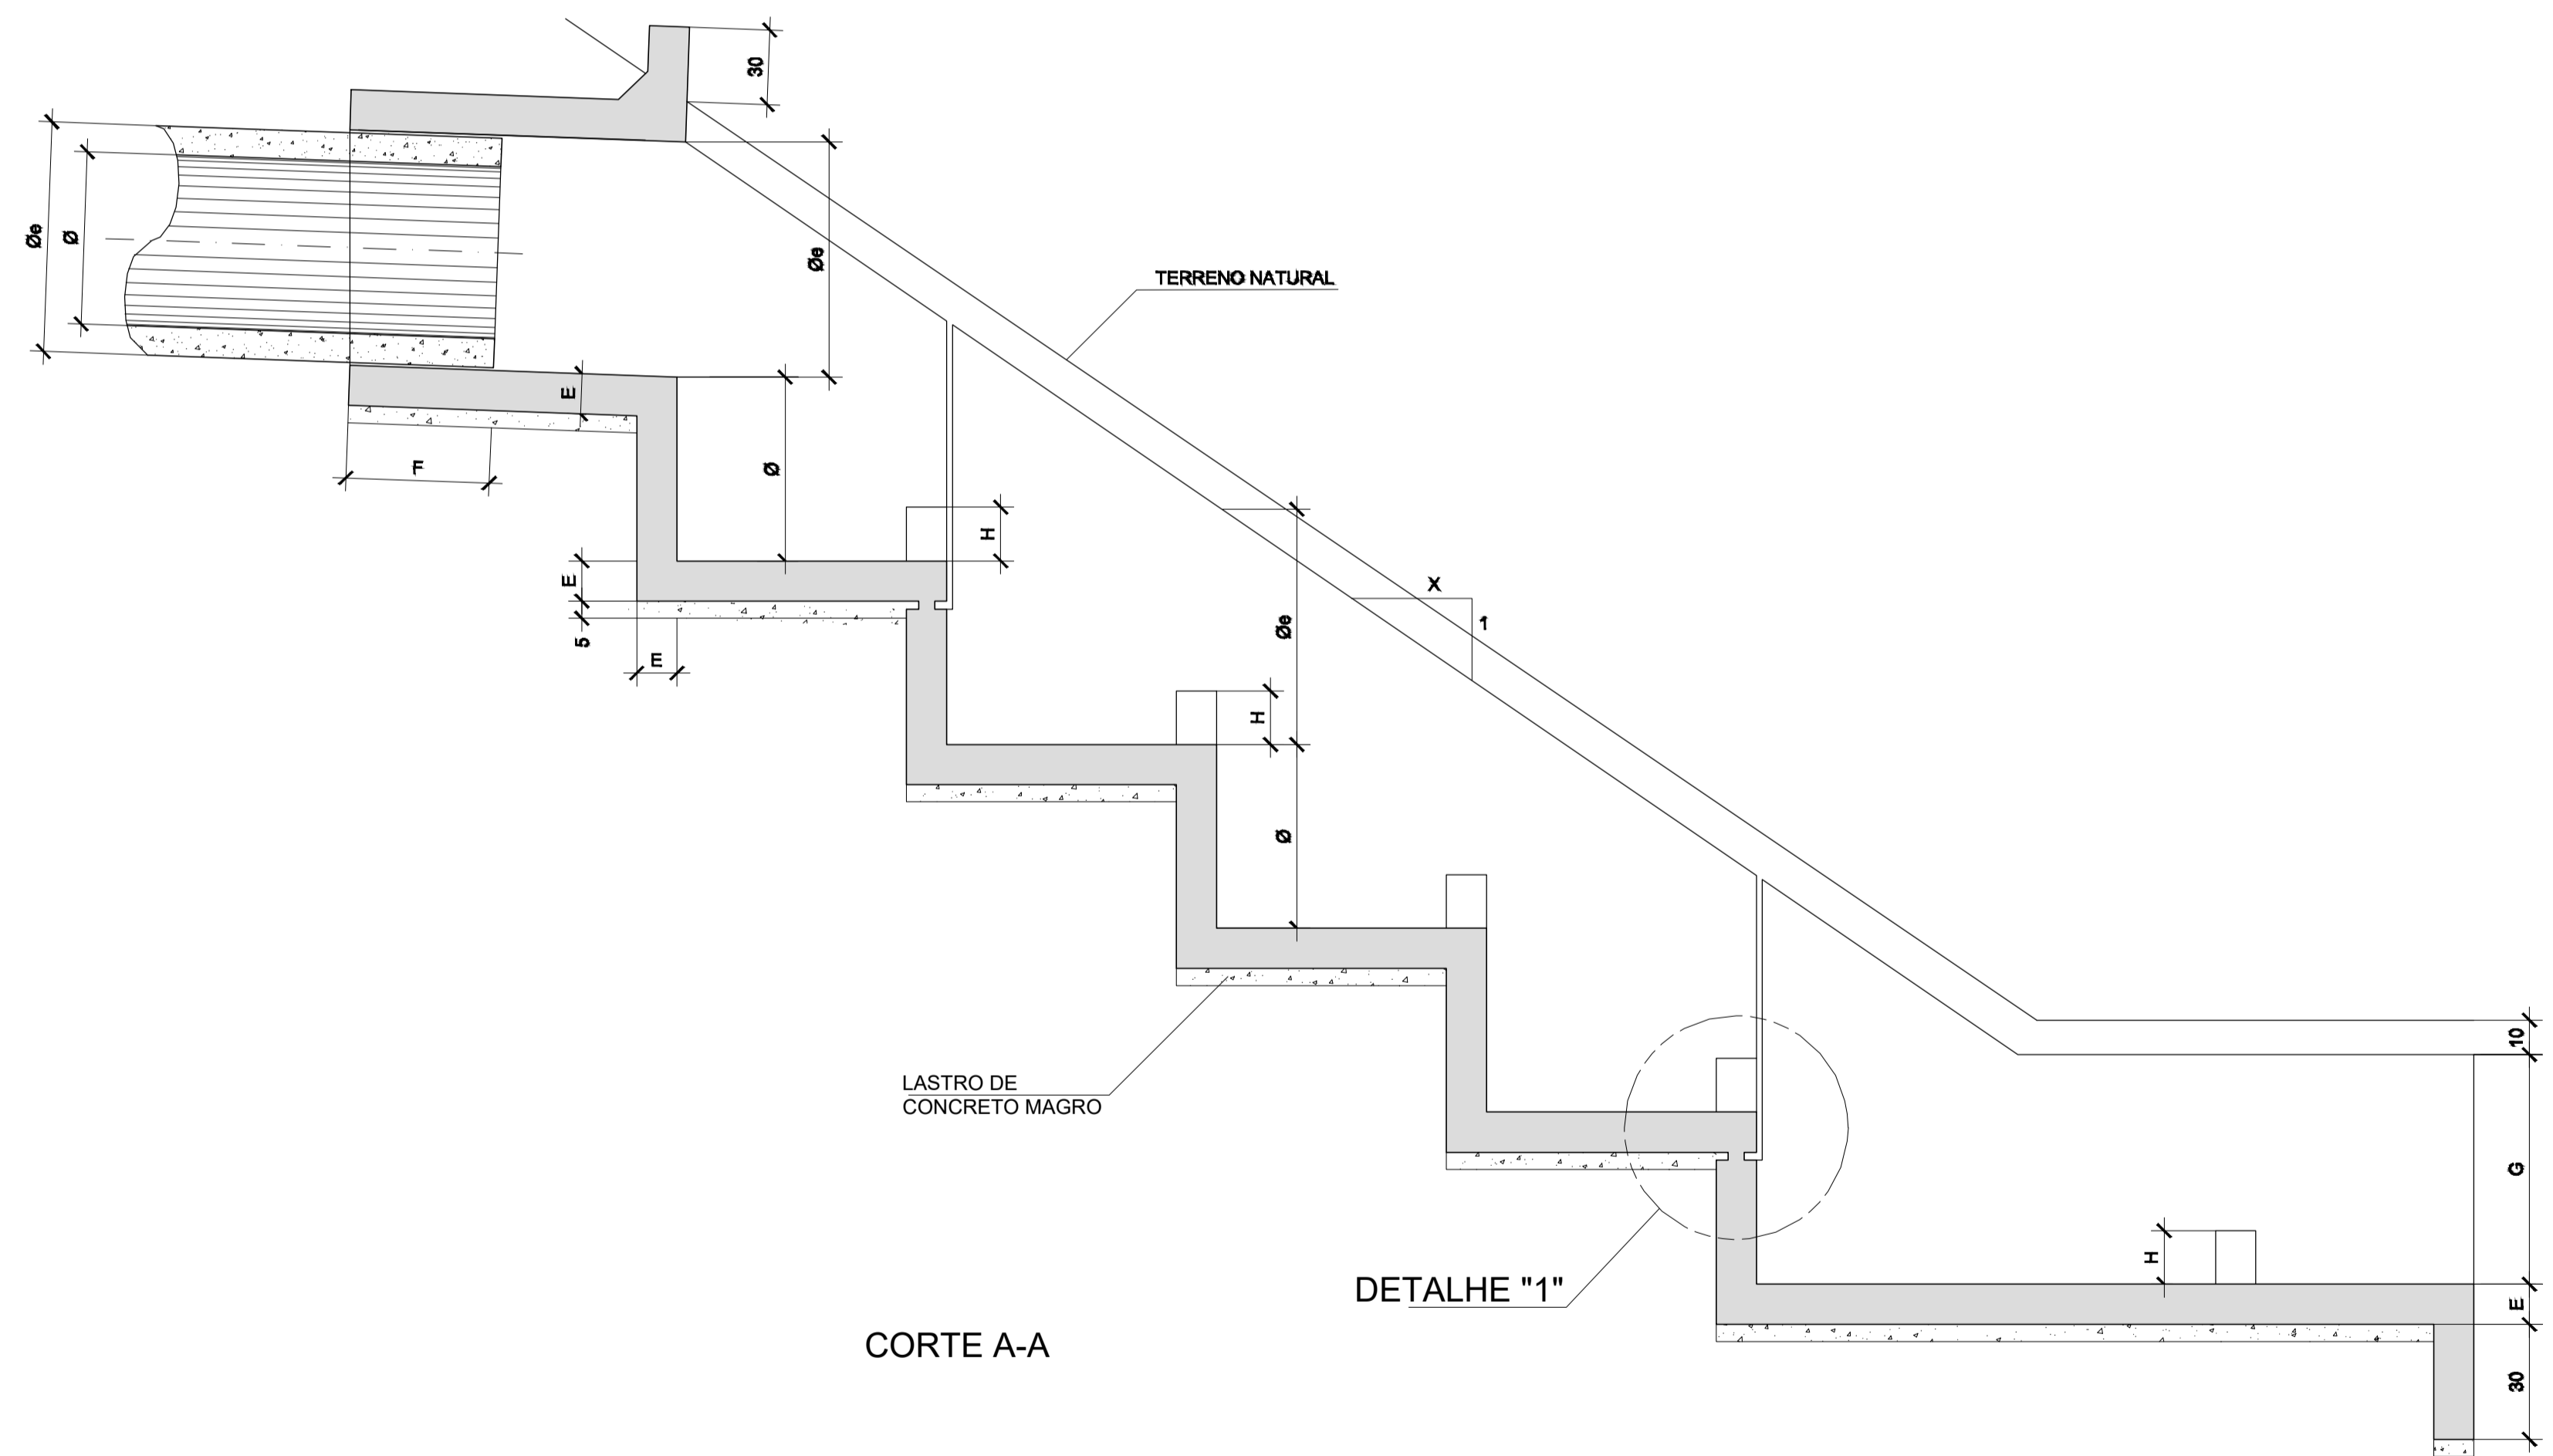 30
Øe
Ø
Øe
TERRENO NATURAL
E
F
Ø
H
E
5
E
X
1
Øe
H
Ø
10
LASTRO DE
CONCRETO MAGRO
G
H
DETALHE "1"
E
CORTE A-A
30